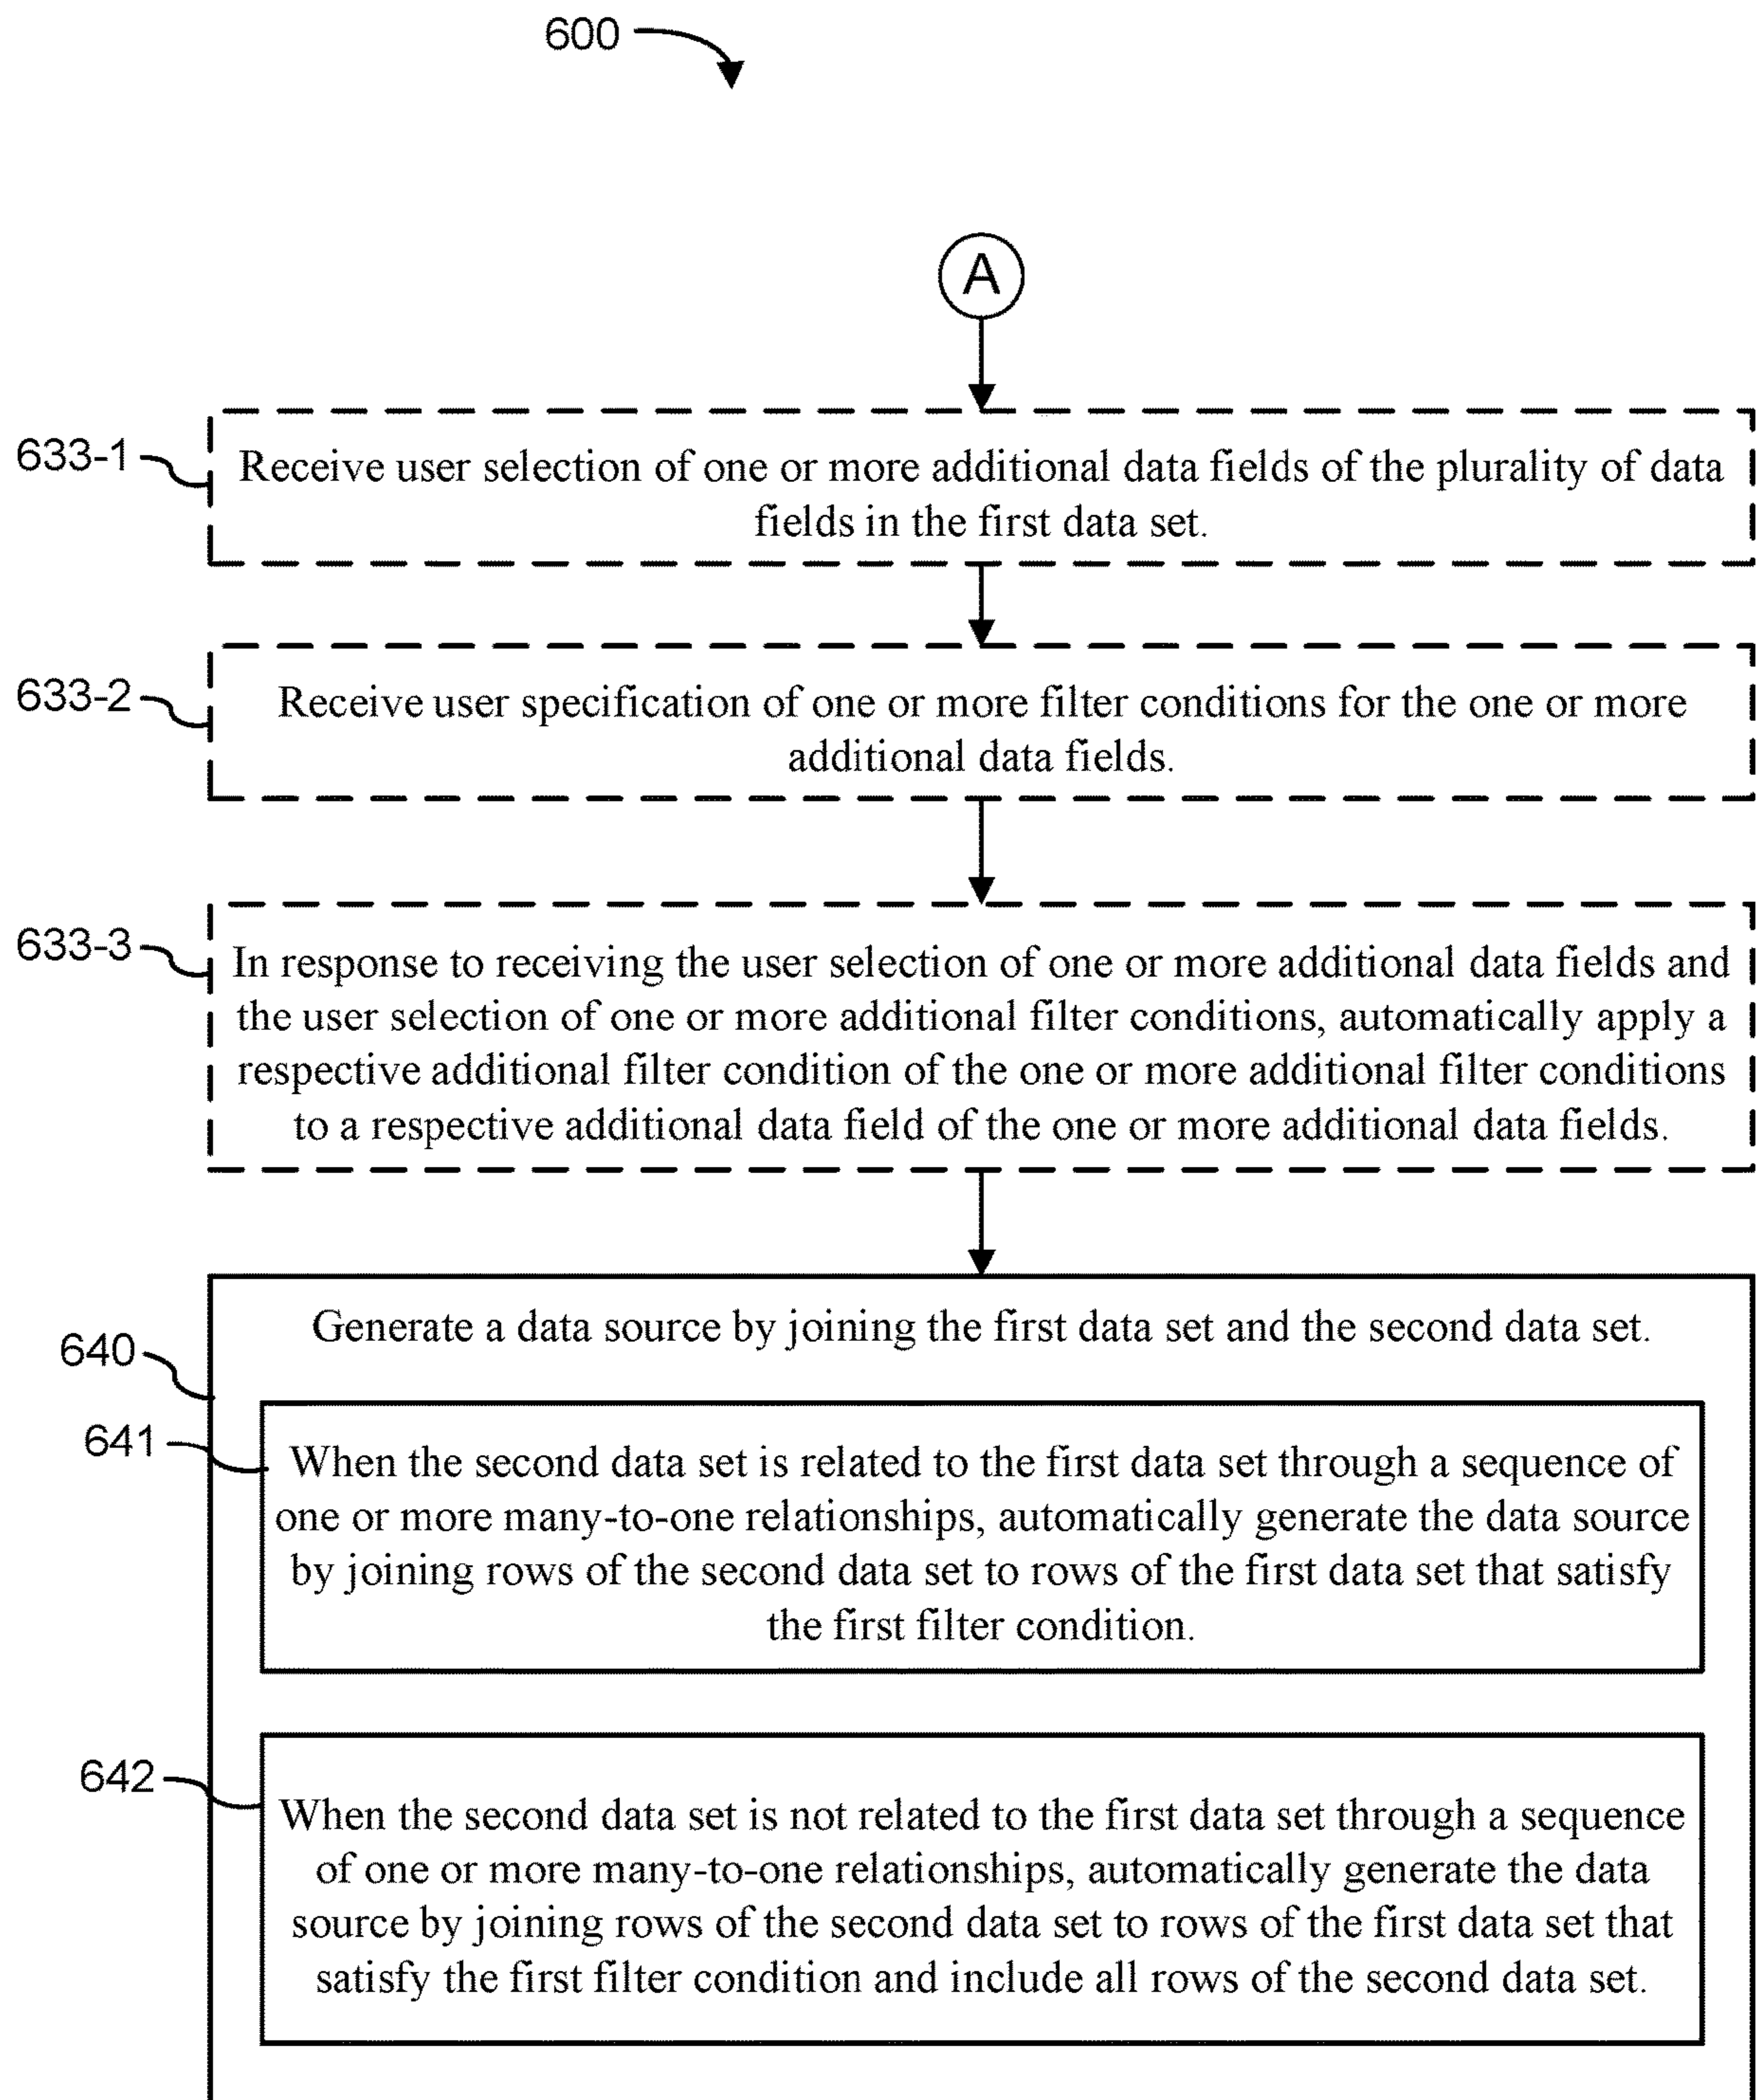 600
A
633-1
Receive user selection of one or more additional data fields of the plurality of data
fields in the first data set.
633-2
Receive user specification of one or more filter conditions for the one or more
additional data fields.
633-3
In response to receiving the user selection of one or more additional data fields and
the user selection of one or more additional filter conditions, automatically apply a
respective additional filter condition of the one or more additional filter conditions
to a respective additional data field of the one or more additional data fields.
640
Generate a data source by joining the first data set and the second data set.
641
When the second data set is related to the first data set through a sequence of
one or more many-to-one relationships, automatically generate the data source
by joining rows of the second data set to rows of the first data set that satisfy
the first filter condition.
642
When the second data set is not related to the first data set through a sequence
of one or more many-to-one relationships, automatically generate the data
source by joining rows of the second data set to rows of the first data set that
satisfy the first filter condition and include all rows of the second data set.